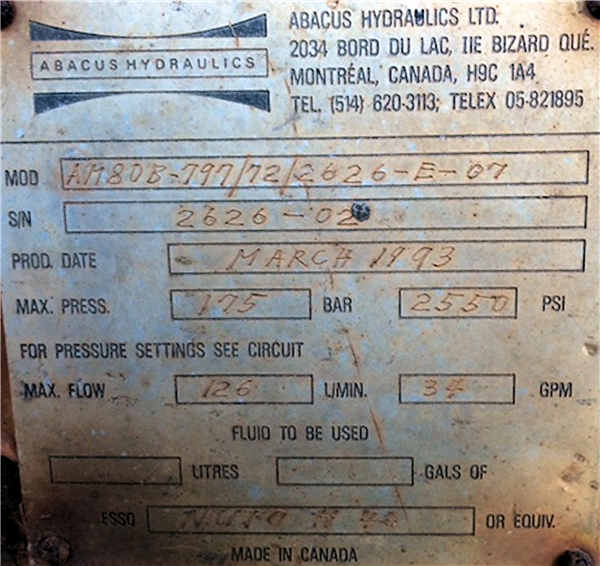 ABACUS HYDRAULICS
ABACUS HYDRAULICS LTD.
2034 BORD DU LAC, IIE BIZARD QUÉ.
MONTRÉAL, CANADA, H9C 1A4
TEL. (514) 620-3113; TELEX 05-821895
MOD AM80B-797/72/2626-E-07
S/N 2626-02
PROD. DATE MARCH 1993
MAX. PRESS. 175 BAR 2550 PSI
FOR PRESSURE SETTINGS SEE CIRCUIT
MAX. FLOW 126 L/MIN. 34 GPM
FLUID TO BE USED
LITRES GALS OF
ESSO NUTO H OR EQUIV.
MADE IN CANADA